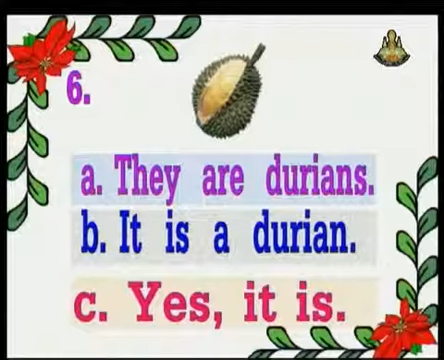 6.
a. They are durians.
b. It is a durian.
c. Yes, it is.